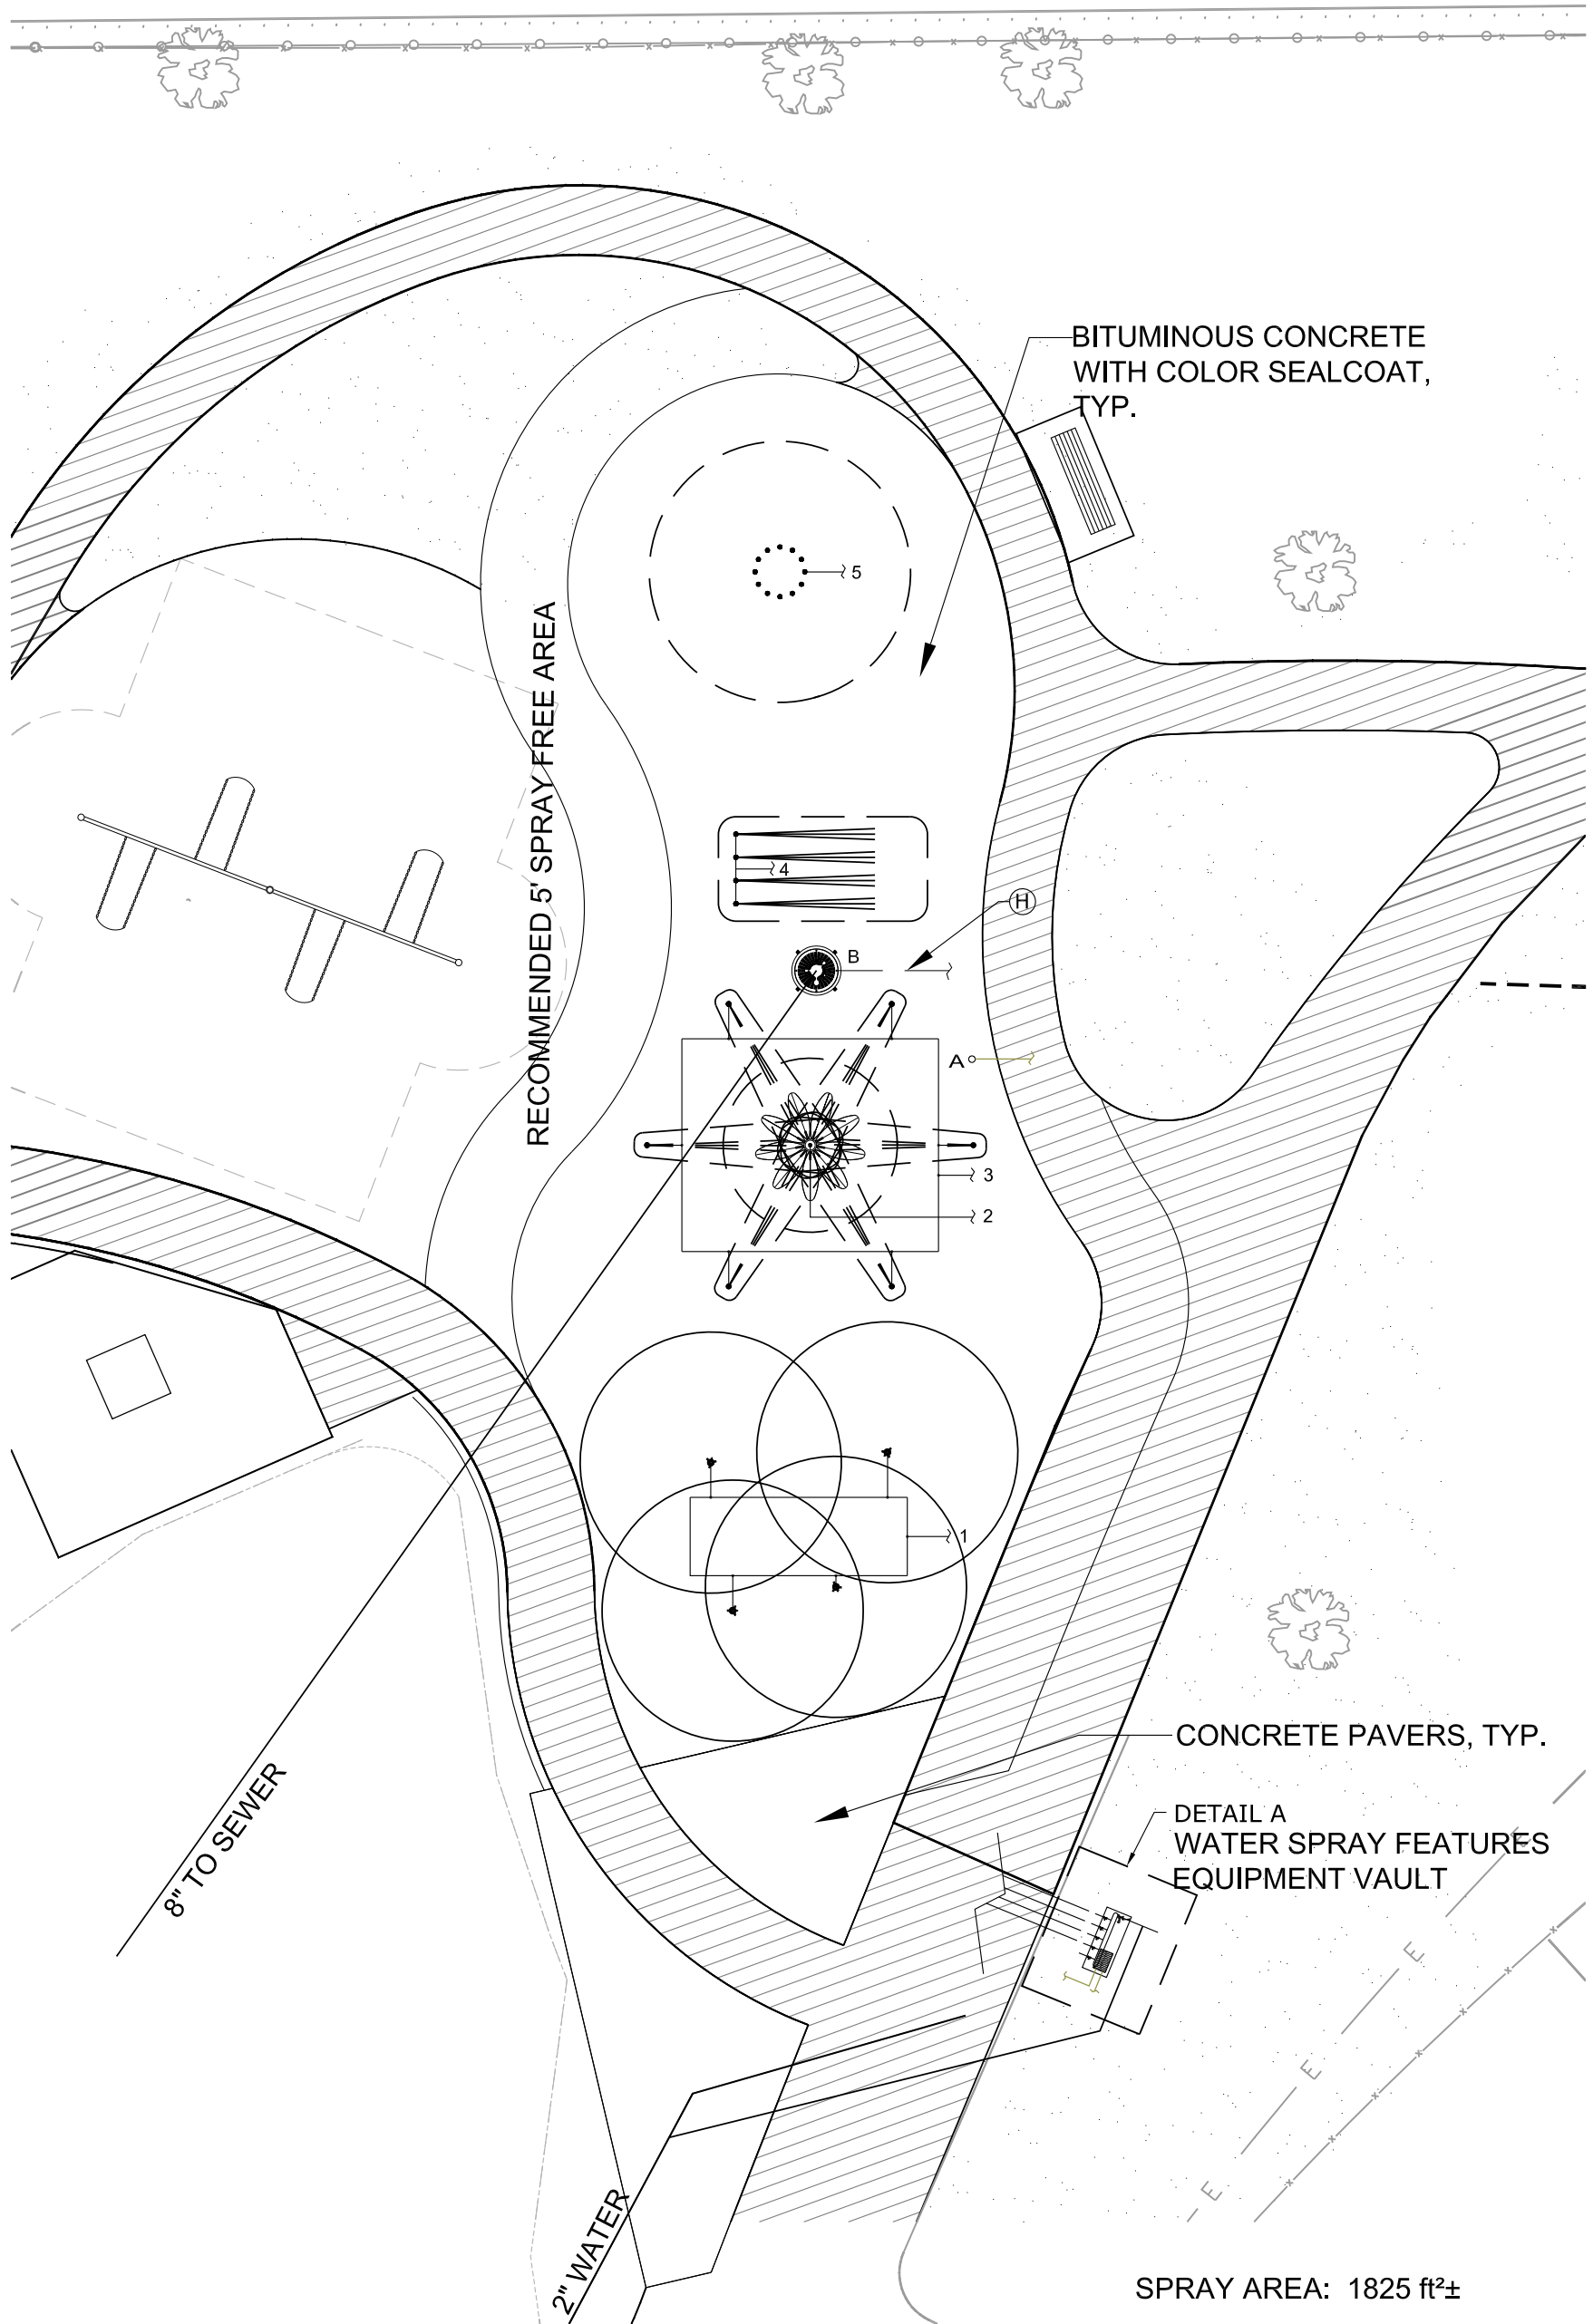 BITUMINOUS CONCRETE
WITH COLOR SEALCOAT,
TYP.
5
RECOMMENDED 5' SPRAY FREE AREA
4
H
B
A
3
2
1
CONCRETE PAVERS, TYP.
DETAIL A
WATER SPRAY FEATURES
EQUIPMENT VAULT
8" TO SEWER
E
E
E
E
2" WATER
SPRAY AREA: 1825 ft²±